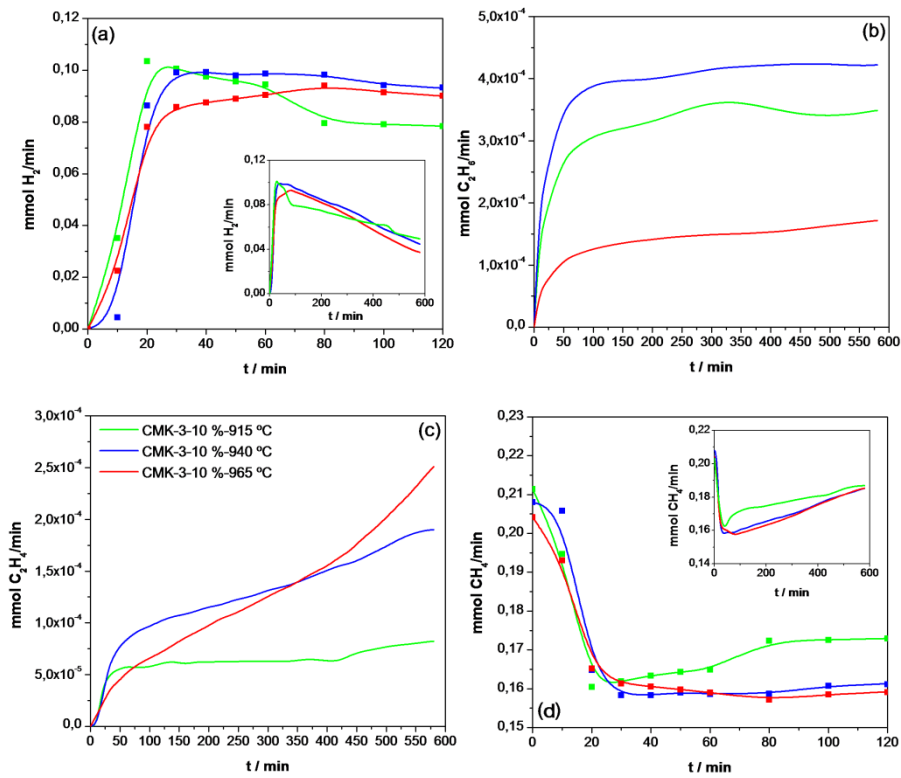 (a)
mmol H₂/min
0,12
0,10
0,08
0,06
0,04
0,02
0,00
0 20 40 60 80 100 120
t / min
mmol H₂/min
0,12
0,08
0,04
0,00
0 200 400 600
t / min
(b)
mmol C₂H₆/min
5,0x10⁻⁴
4,0x10⁻⁴
3,0x10⁻⁴
2,0x10⁻⁴
1,0x10⁻⁴
0,0
0 50 100 150 200 250 300 350 400 450 500 550 600
t / min
(c)
mmol C₂H₄/min
3,0x10⁻⁴
2,5x10⁻⁴
2,0x10⁻⁴
1,5x10⁻⁴
1,0x10⁻⁴
5,0x10⁻⁵
0,0
CMK-3-10 %-915 ºC
CMK-3-10 %-940 ºC
CMK-3-10 %-965 ºC
0 50 100 150 200 250 300 350 400 450 500 550 600
t / min
mmol CH₄/min
0,23
0,22
0,21
0,20
0,19
0,18
0,17
0,16
0,15
mmol CH₄/min
0,22
0,20
0,18
0,16
0,14
0 200 400 600
t / min
(d)
0 20 40 60 80 100 120
t / min